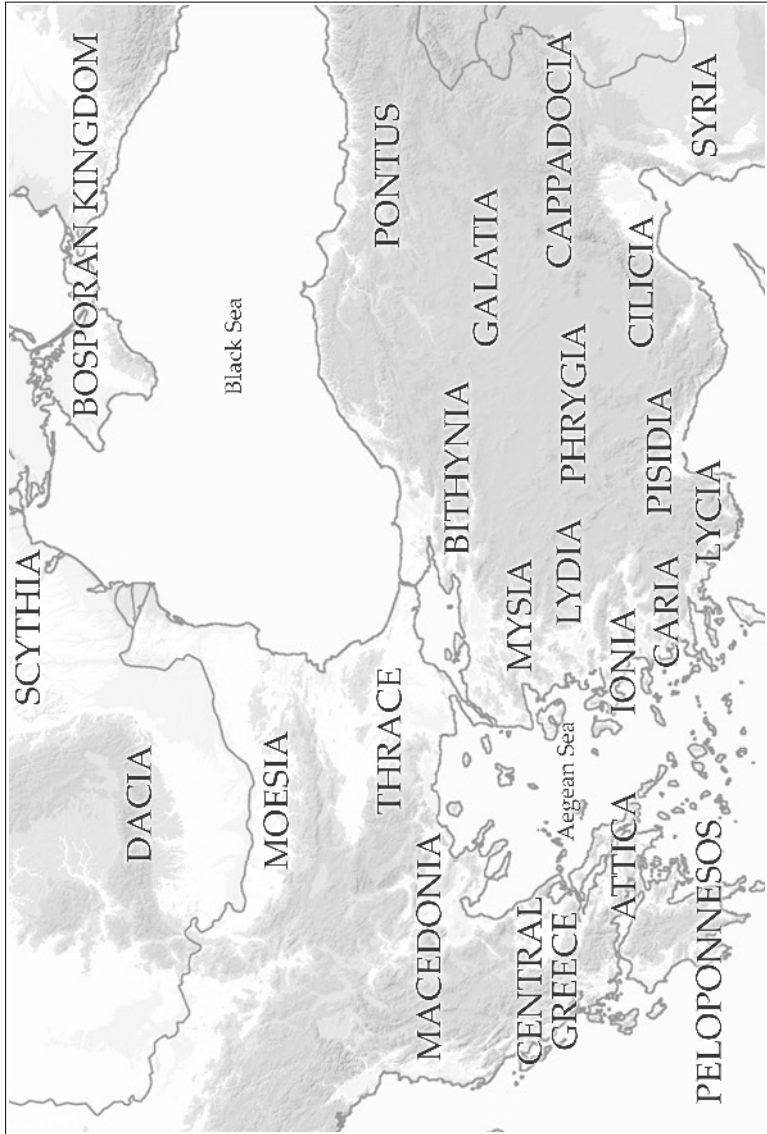 SCYTHIA
BOSPORAN KINGDOM
DACIA
MOESIA
Black Sea
THRACE
PONTUS
MACEDONIA
BITHYNIA
GALATIA
MYSIA
CENTRAL
GREECE
Aegean Sea
LYDIA
PHRYGIA
CAPPADOCIA
ATTICA
IONIA
CARIA
PISIDIA
CILICIA
PELOPONNESOS
LYCIA
SYRIA